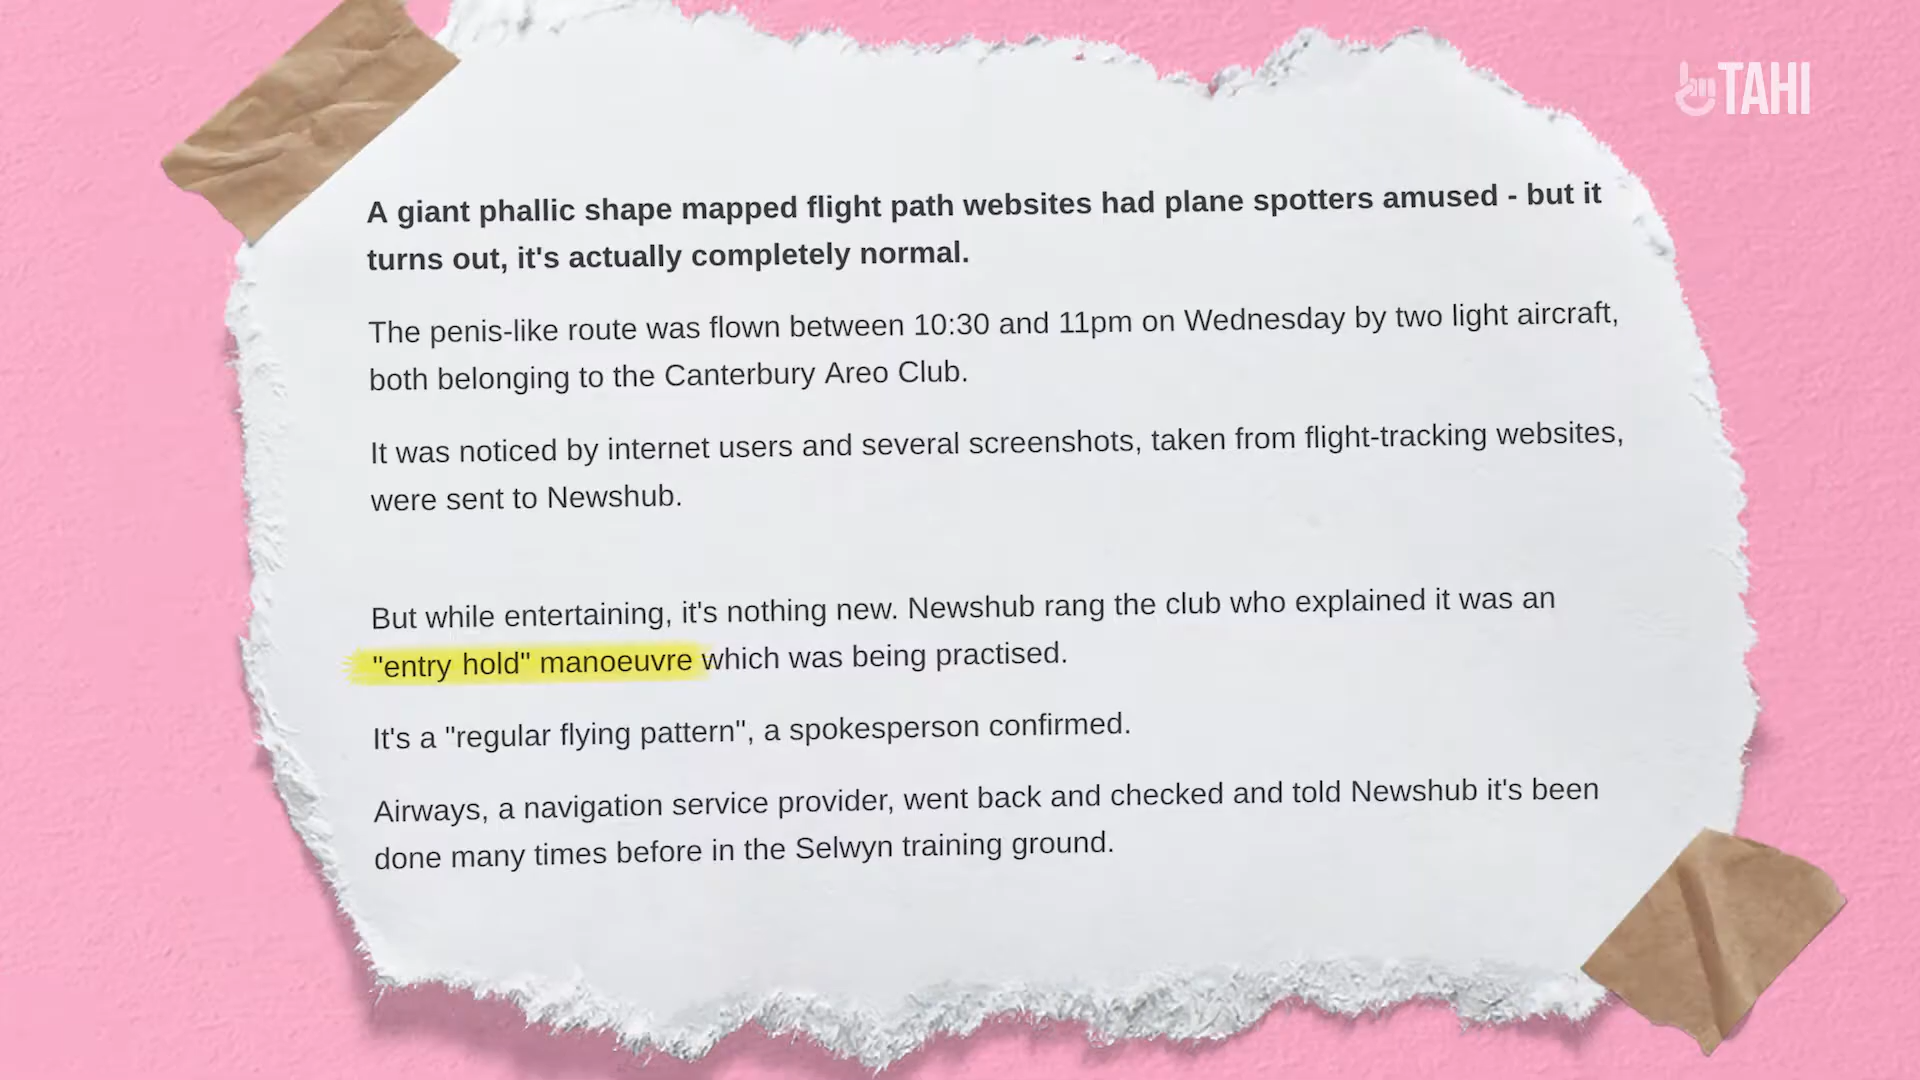 TAHI
A giant phallic shape mapped flight path websites had plane spotters amused - but it
turns out, it's actually completely normal.
The penis-like route was flown between 10:30 and 11pm on Wednesday by two light aircraft,
both belonging to the Canterbury Areo Club.
It was noticed by internet users and several screenshots, taken from flight-tracking websites,
were sent to Newshub.
But while entertaining, it's nothing new. Newshub rang the club who explained it was an
"entry hold" manoeuvre which was being practised.
It's a "regular flying pattern", a spokesperson confirmed.
Airways, a navigation service provider, went back and checked and told Newshub it's been
done many times before in the Selwyn training ground.